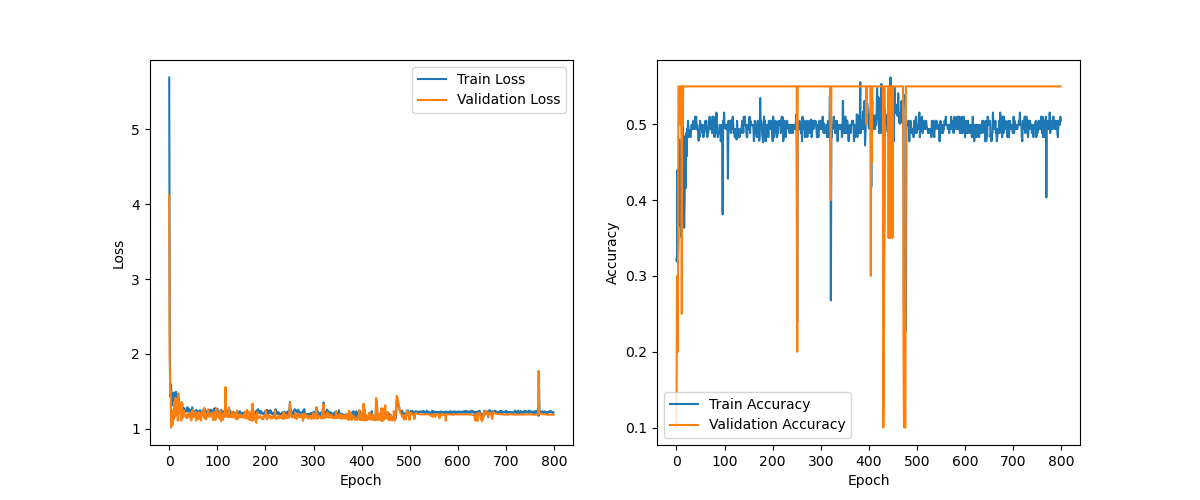 Train Loss
Validation Loss
5
4
3
2
1
Loss
0 100 200 300 400 500 600 700 800
Epoch
0.5
0.4
0.3
0.2
0.1
Accuracy
Train Accuracy
Validation Accuracy
0 100 200 300 400 500 600 700 800
Epoch